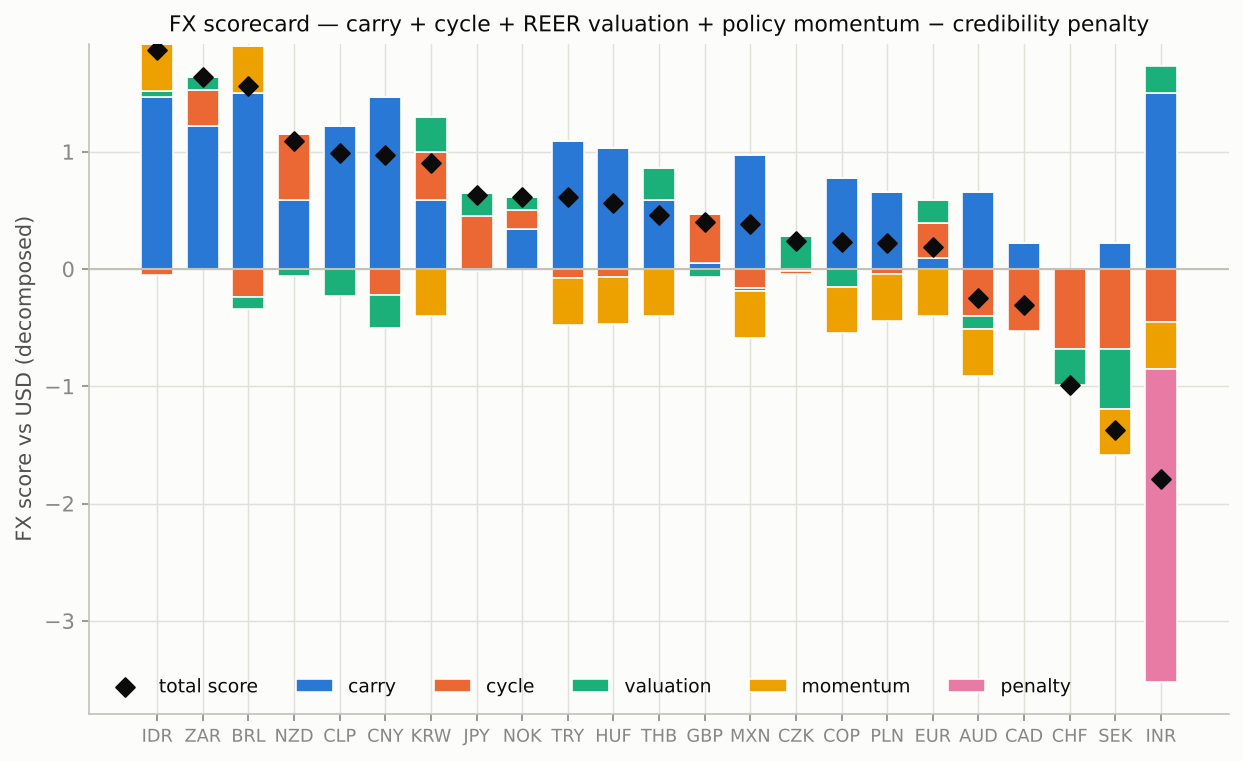 FX scorecard — carry + cycle + REER valuation + policy momentum − credibility penalty
FX score vs USD (decomposed)
1
0
−1
−2
−3
total score carry cycle valuation momentum penalty
IDR ZAR BRL NZD CLP CNY KRW JPY NOK TRY HUF THB GBP MXN CZK COP PLN EUR AUD CAD CHF SEK INR